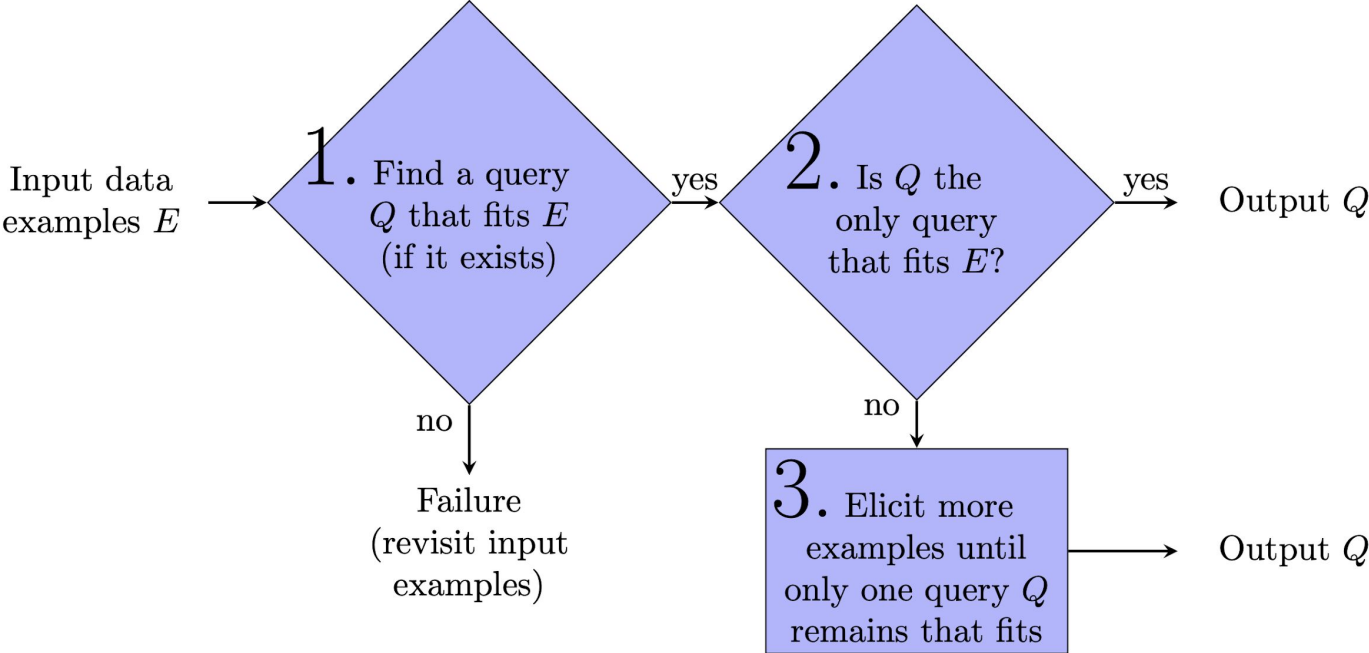 Input data
examples E
1. Find a query
Q that fits E
(if it exists)
yes
2. Is Q the
only query
that fits E?
yes
Output Q
no
Failure
(revisit input
examples)
no
3. Elicit more
examples until
only one query Q
remains that fits
Output Q